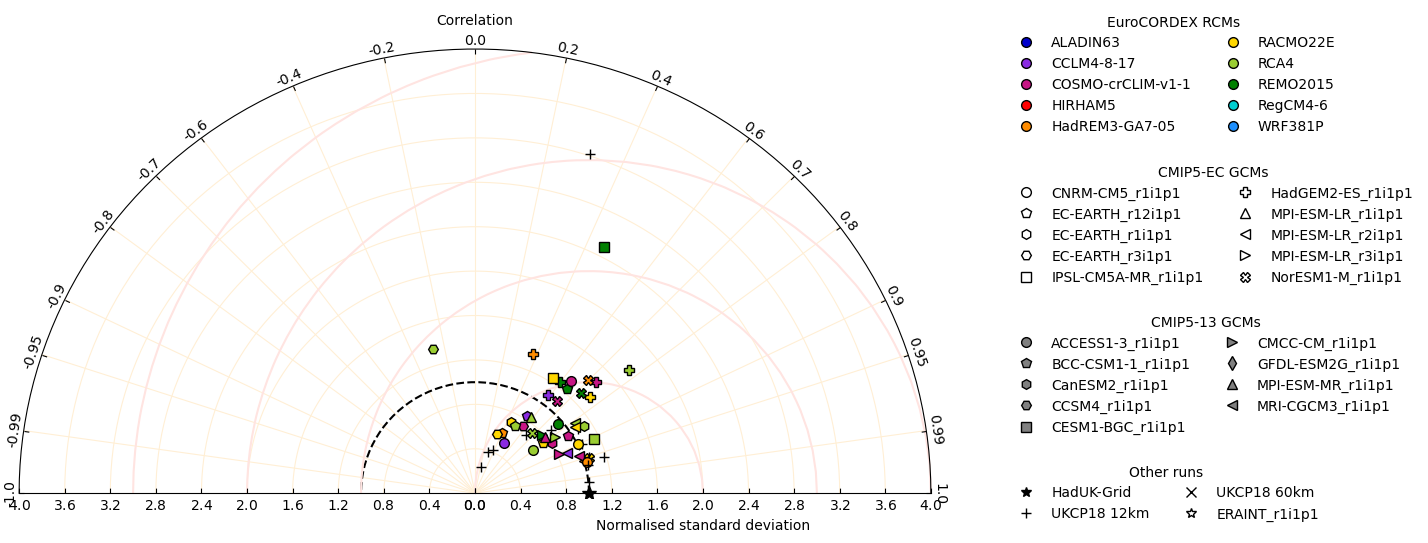 Correlation
-0.99
-0.95
-0.9
-0.8
-0.7
-0.6
-0.4
-0.2
0.0
0.2
0.4
0.6
0.7
0.8
0.9
0.95
0.99
1.0
1.0
4.0 3.6 3.2 2.8 2.4 2.0 1.6 1.2 0.8 0.4 0.0 0.4 0.8 1.2 1.6 2.0 2.4 2.8 3.2 3.6 4.0
Normalised standard deviation
EuroCORDEX RCMs
ALADIN63
CCLM4-8-17
COSMO-crCLIM-v1-1
HIRHAM5
HadREM3-GA7-05
RACMO22E
RCA4
REMO2015
RegCM4-6
WRF381P
CMIP5-EC GCMs
CNRM-CM5_r1i1p1
EC-EARTH_r12i1p1
EC-EARTH_r1i1p1
EC-EARTH_r3i1p1
IPSL-CM5A-MR_r1i1p1
HadGEM2-ES_r1i1p1
MPI-ESM-LR_r1i1p1
MPI-ESM-LR_r2i1p1
MPI-ESM-LR_r3i1p1
NorESM1-M_r1i1p1
CMIP5-13 GCMs
ACCESS1-3_r1i1p1
BCC-CSM1-1_r1i1p1
CanESM2_r1i1p1
CCSM4_r1i1p1
CESM1-BGC_r1i1p1
CMCC-CM_r1i1p1
GFDL-ESM2G_r1i1p1
MPI-ESM-MR_r1i1p1
MRI-CGCM3_r1i1p1
Other runs
HadUK-Grid
UKCP18 12km
UKCP18 60km
ERAINT_r1i1p1